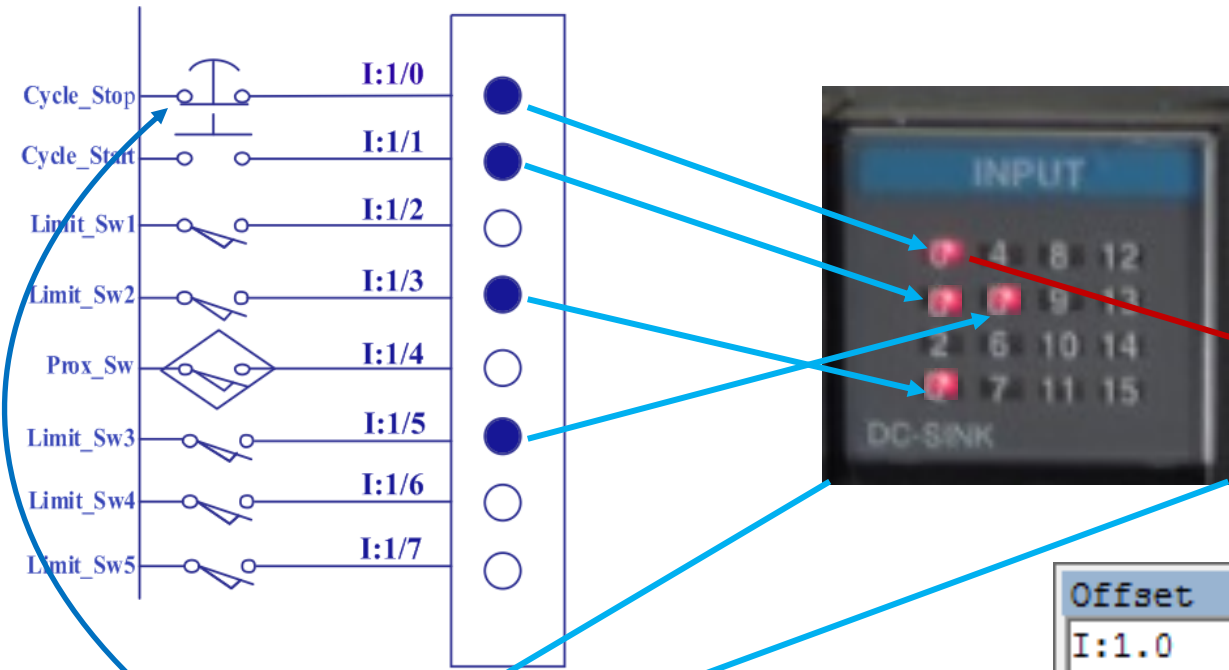 Cycle_Stop
I:1/0
Cycle_Start
I:1/1
Limit_Sw1
I:1/2
Limit_Sw2
I:1/3
Prox_Sw
I:1/4
Limit_Sw3
I:1/5
Limit_Sw4
I:1/6
Limit_Sw5
I:1/7
INPUT
0 4 8 12
9 13
2 6 10 14
7 11 15
DC-SINK
Offset
I:1.0